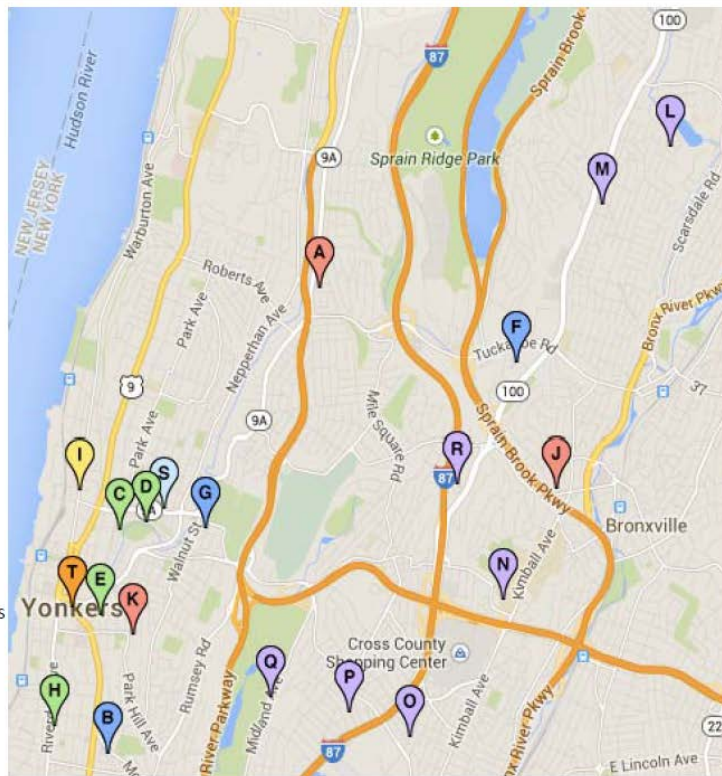 100
L
Hudson River
87
Sprain Brook
Sprain Ridge Park
M
9A
NEW JERSEY
NEW YORK
Warburton Ave
Scarsdale Rd
A
Roberts Ave
Park Ave
Nepperhan Ave
Bronx River Pkwy
F
Tuckahoe Rd
9
100
37
9A
Mile Square Rd
Park Ave
Sprain Brook Pkwy
I
R
J
S
C
D
G
87
9A
Walnut St
Bronxville
Kimball Ave
N
T
E
K
Yonkers
s
Cross County
Shopping Center
Rumsey Rd
Q
P
O
H
B
Park Hill Ave
River Parkway
Midland Ave
Kimball Ave
22
87
E Lincoln Ave